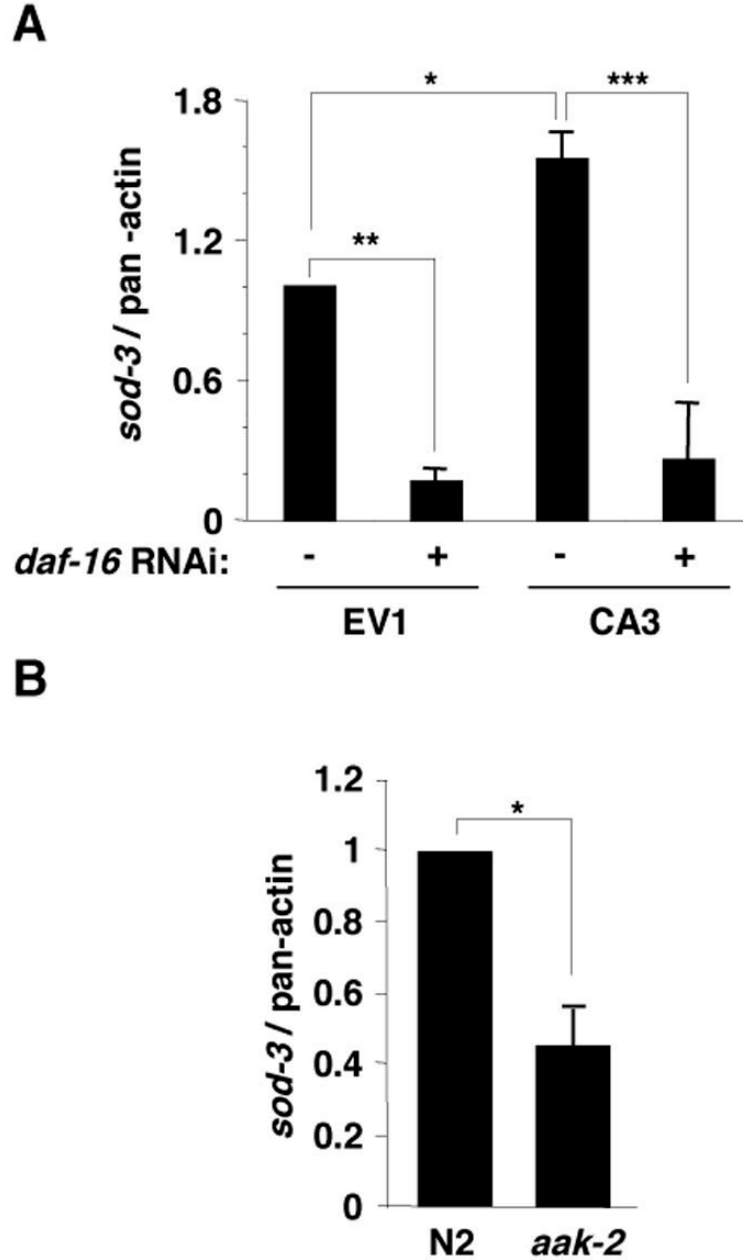 A
* ***
1.8
**
1.2
sod-3 / pan -actin
0.6
0
daf-16 RNAi: - + - +
EV1 CA3
B
1.2
*
1
0.8
sod-3 / pan-actin
0.6
0.4
0.2
0
N2 aak-2